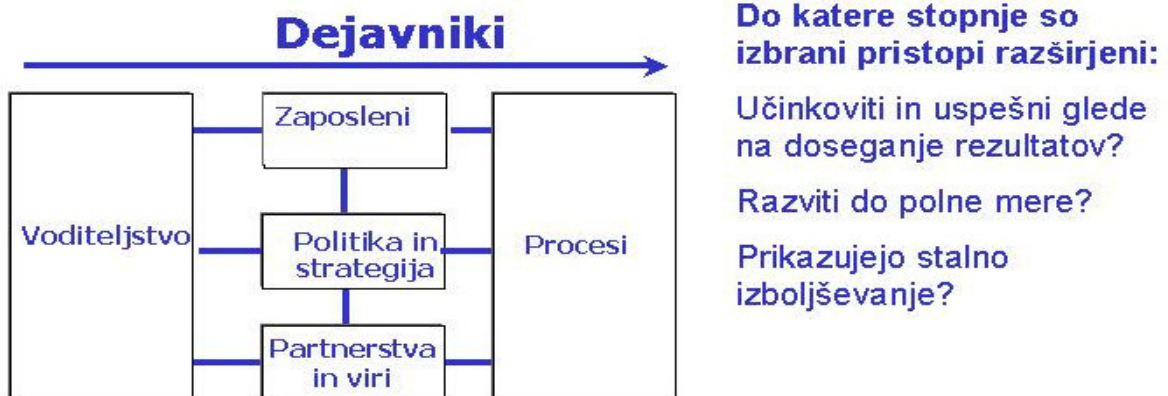 Dejavniki
Voditeljstvo
Zaposleni
Politika in
strategija
Partnerstva
in viri
Procesi
Do katere stopnje so
izbrani pristopi razširjeni:
Učinkoviti in uspešni glede
na doseganje rezultatov?
Razviti do polne mere?
Prikazujejo stalno
izboljševanje?